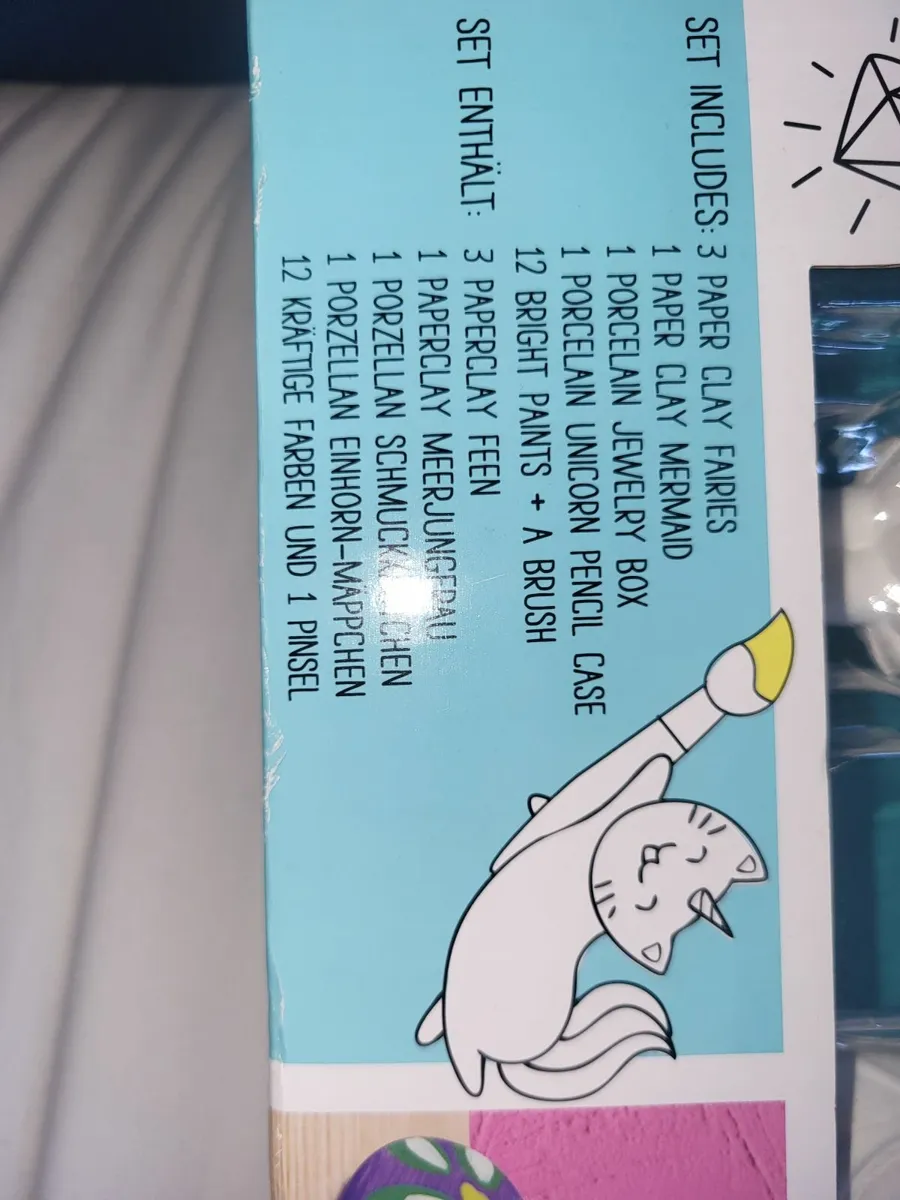 SET INCLUDES: 3 PAPER CLAY FAIRIES
1 PAPER CLAY MERMAID
1 PORCELAIN JEWELRY BOX
1 PORCELAIN UNICORN PENCIL CASE
12 BRIGHT PAINTS + A BRUSH
SET ENTHÄLT: 3 PAPERCLAY FEEN
1 PAPERCLAY MEERJUNGFRAU
1 PORZELLAN
1 PORZELLAN EINHORN-MÄPPCHEN
12 KRÄFTIGE FARBEN UND 1 PINSEL